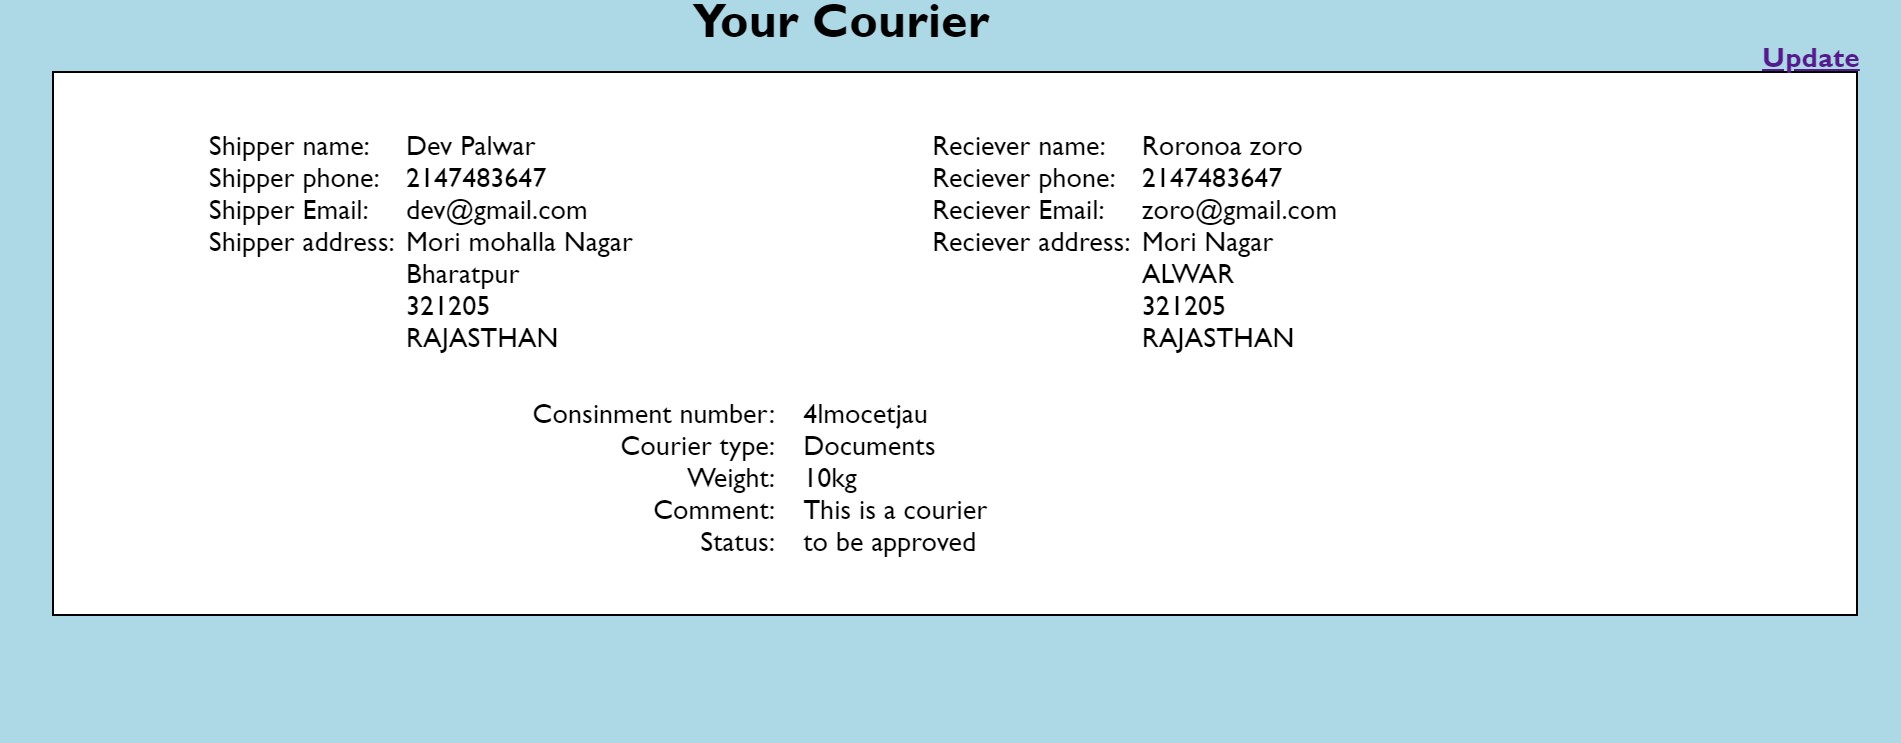 Your Courier
Update
Shipper name: Dev Palwar
Shipper phone: 2147483647
Shipper Email: dev@gmail.com
Shipper address: Mori mohalla Nagar
Bharatpur
321205
RAJASTHAN
Reciever name: Roronoa zoro
Reciever phone: 2147483647
Reciever Email: zoro@gmail.com
Reciever address: Mori Nagar
ALWAR
321205
RAJASTHAN
Consinment number: 4lmocetjau
Courier type: Documents
Weight: 10kg
Comment: This is a courier
Status: to be approved